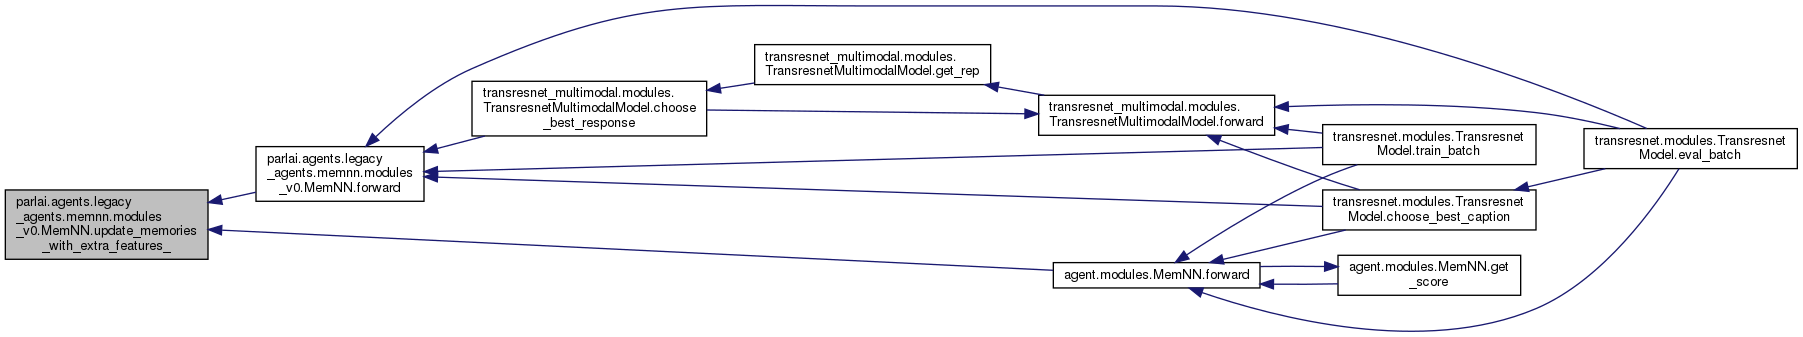 parlai.agents.legacy
_agents.memnn.modules
_v0.MemNN.update_memories
_with_extra_features_
parlai.agents.legacy
_agents.memnn.modules
_v0.MemNN.forward
transresnet_multimodal.modules.
TransresnetMultimodalModel.choose
_best_response
transresnet_multimodal.modules.
TransresnetMultimodalModel.get_rep
transresnet_multimodal.modules.
TransresnetMultimodalModel.forward
transresnet.modules.Transresnet
Model.train_batch
transresnet.modules.Transresnet
Model.choose_best_caption
transresnet.modules.Transresnet
Model.eval_batch
agent.modules.MemNN.forward
agent.modules.MemNN.get
_score